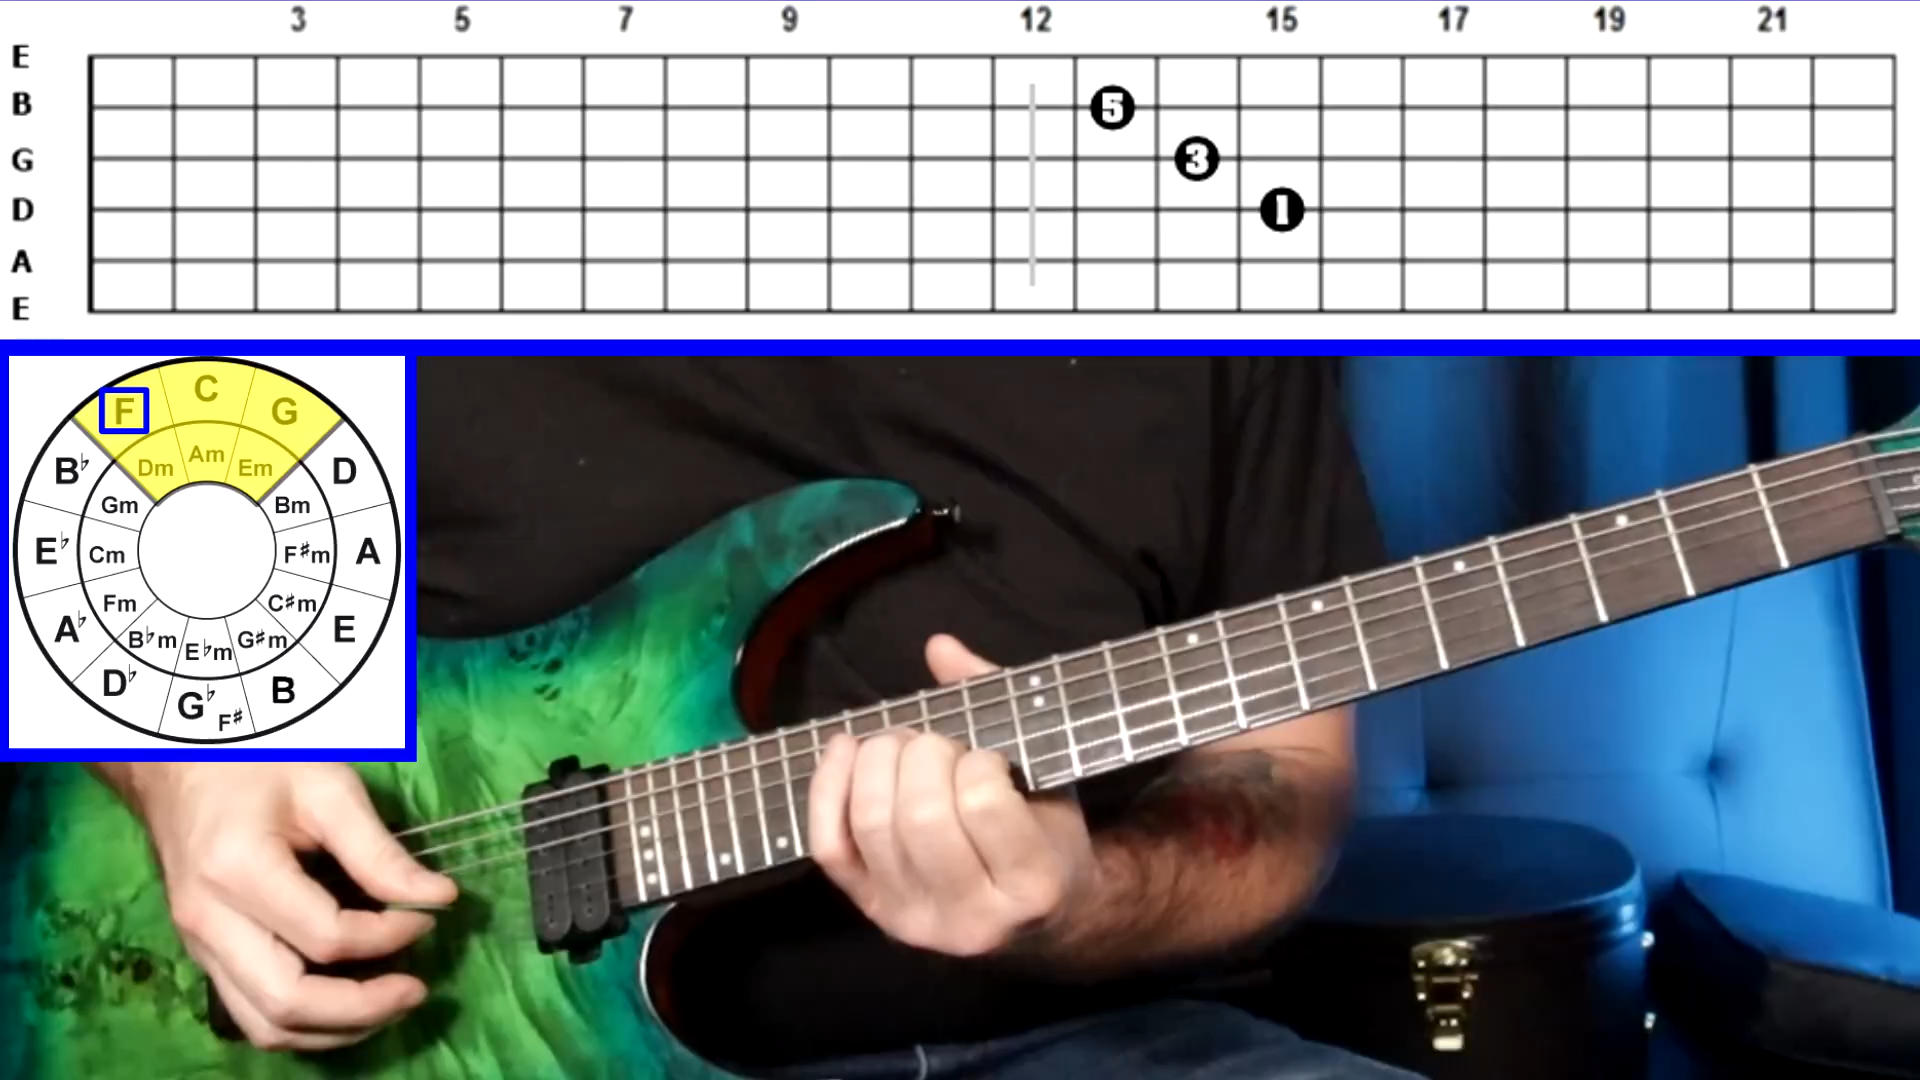 3 5 7 9 12 15 17 19 21
E
B 5
G 3
D 1
A
E
F C G
Dm Am Em
B♭ D
Gm Bm
E♭ Cm F♯m A
A♭ Fm C♯m E
B♭m E♭m G♯m
D♭ G♭ F♯ B